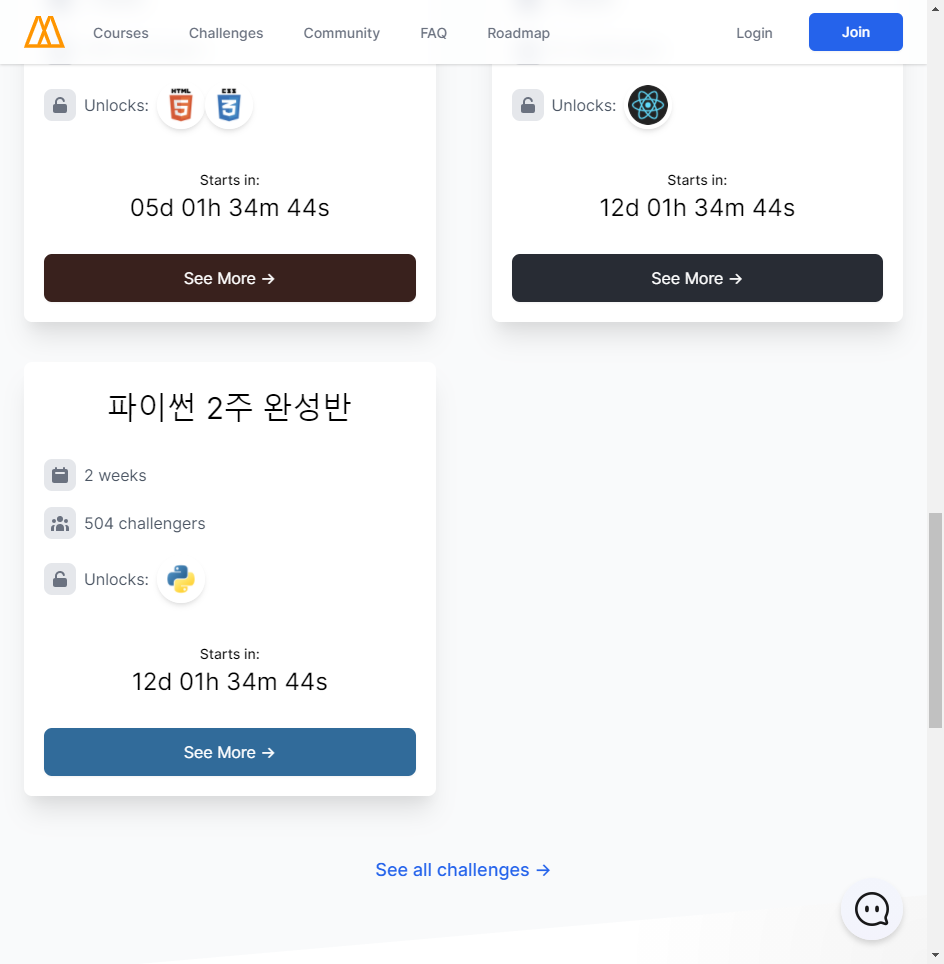 Courses Challenges Community FAQ Roadmap Login Join
Unlocks: HTML 5 CSS 3
Starts in:
05d 01h 34m 44s
See More →
Unlocks:
Starts in:
12d 01h 34m 44s
See More →
파이썬 2주 완성반
2 weeks
504 challengers
Unlocks:
Starts in:
12d 01h 34m 44s
See More →
See all challenges →